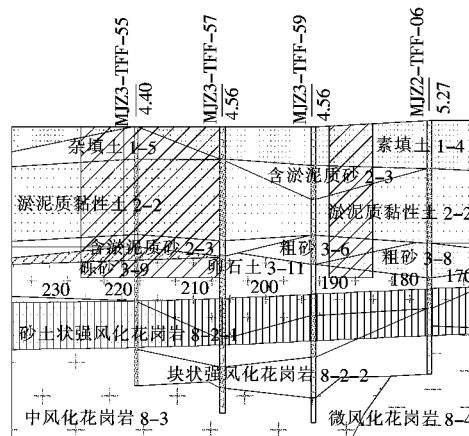 MJZ3-TFF-55
4.40
MJZ3-TFF-57
4.56
MJZ3-TFF-59
4.56
MJZ2-TFF-06
5.27
杂填土 1-5
素填土 1-4
含淤泥质砂 2-3
淤泥质黏性土 2-2
淤泥质黏性土 2-2
含淤泥质砂 2-3
粗砂 3-6
粗砂 3-8
砾砂 3-9
卵石土 3-11
230
220
210
200
190
180
170
砂土状强风化花岗岩 8-2-1
块状强风化花岗岩 8-2-2
中风化花岗岩 8-3
微风化花岗岩 8-4